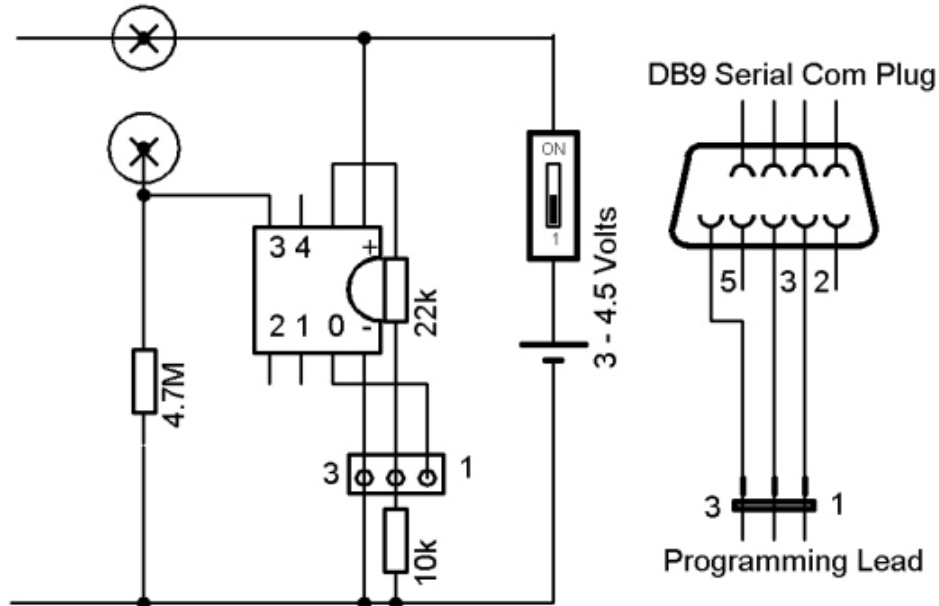 DB9 Serial Com Plug
ON
1
3 - 4.5 Volts
3 4 +
2 1 0 -
22k
4.7M
3 1
10k
5 3 2
3 1
Programming Lead